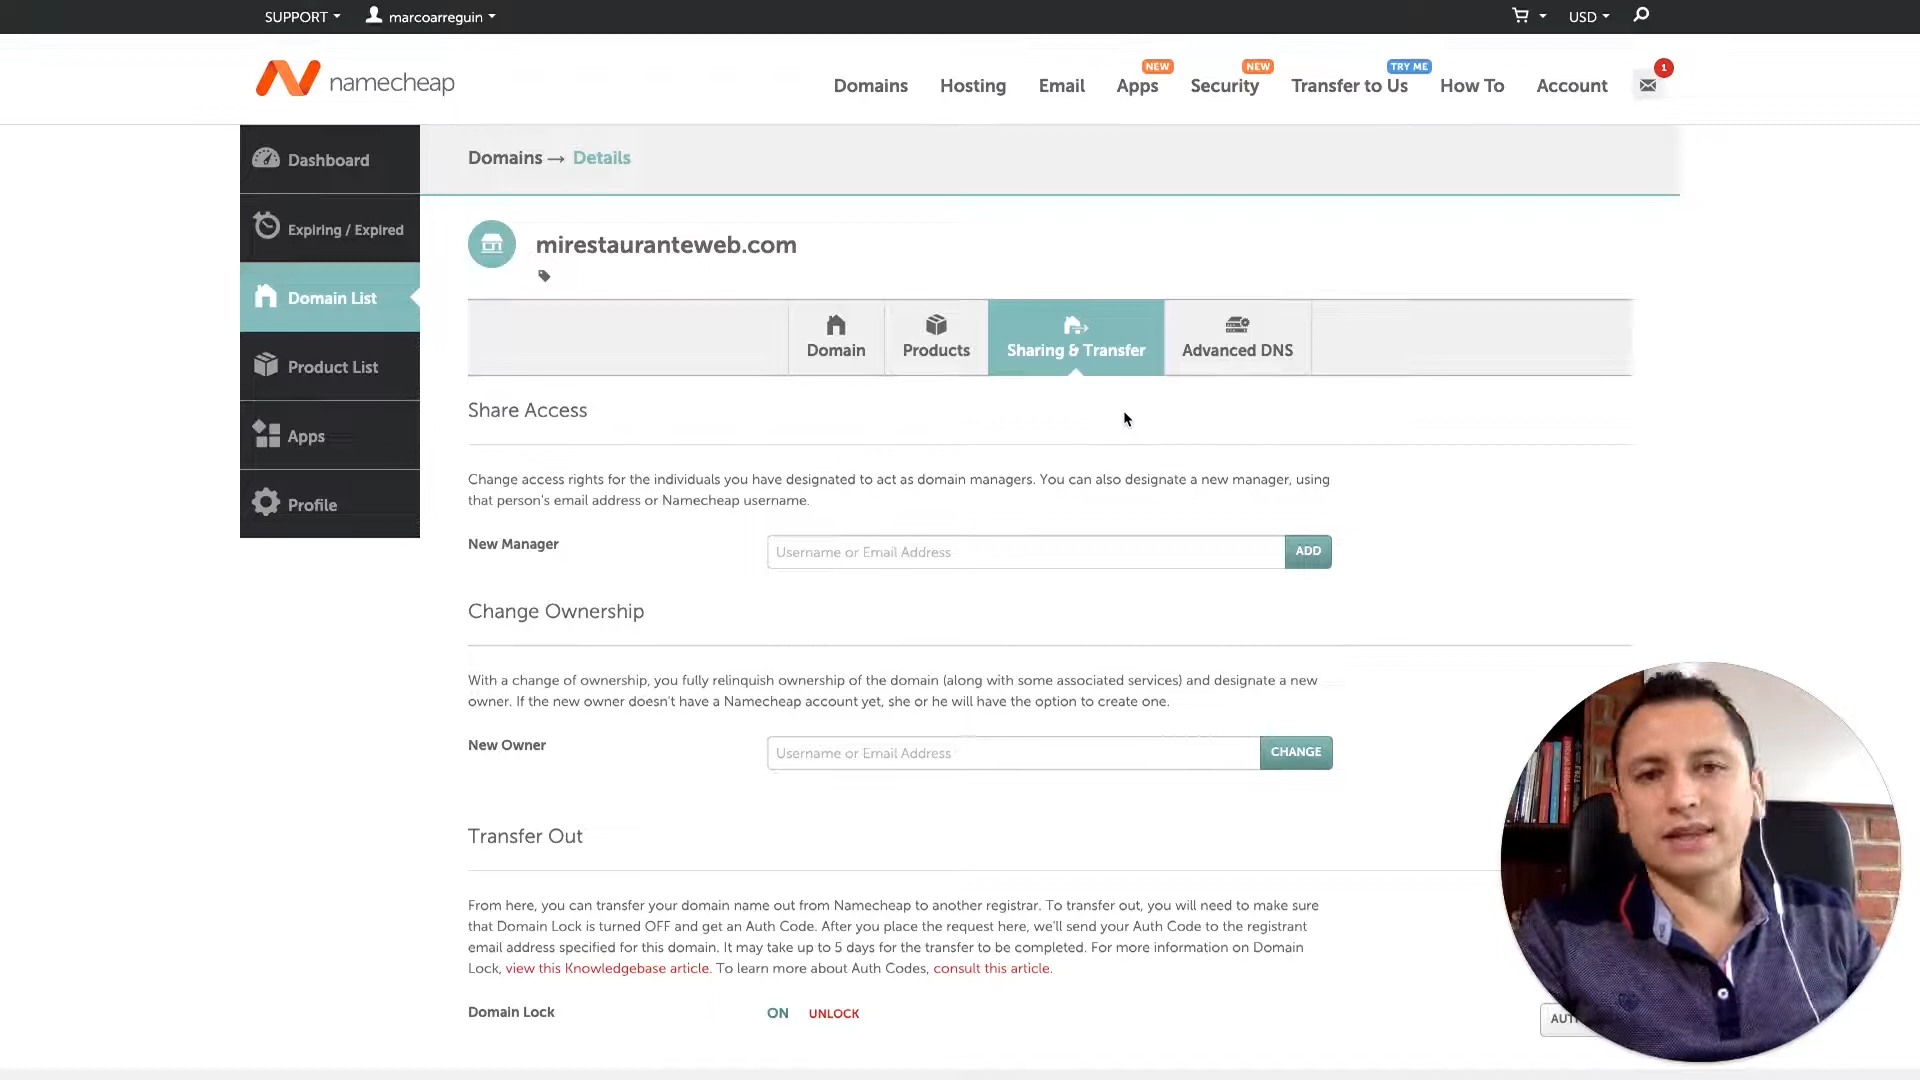 SUPPORT
marcoarreguin
USD
namecheap
Domains
Hosting
Email
Apps
NEW
Security
NEW
Transfer to Us
TRY ME
How To
Account
1
Dashboard
Expiring / Expired
Domain List
Product List
Apps
Profile
Domains → Details
mirestauranteweb.com
Domain
Products
Sharing & Transfer
Advanced DNS
Share Access
Change access rights for the individuals you have designated to act as domain managers. You can also designate a new manager, using
that person's email address or Namecheap username.
New Manager
Username or Email Address
ADD
Change Ownership
With a change of ownership, you fully relinquish ownership of the domain (along with some associated services) and designate a new
owner. If the new owner doesn't have a Namecheap account yet, she or he will have the option to create one.
New Owner
Username or Email Address
CHANGE
Transfer Out
From here, you can transfer your domain name out from Namecheap to another registrar. To transfer out, you will need to make sure
that Domain Lock is turned OFF and get an Auth Code. After you place the request here, we'll send your Auth Code to the registrant
email address specified for this domain. It may take up to 5 days for the transfer to be completed. For more information on Domain
Lock, view this Knowledgebase article. To learn more about Auth Codes, consult this article.
Domain Lock
ON
UNLOCK